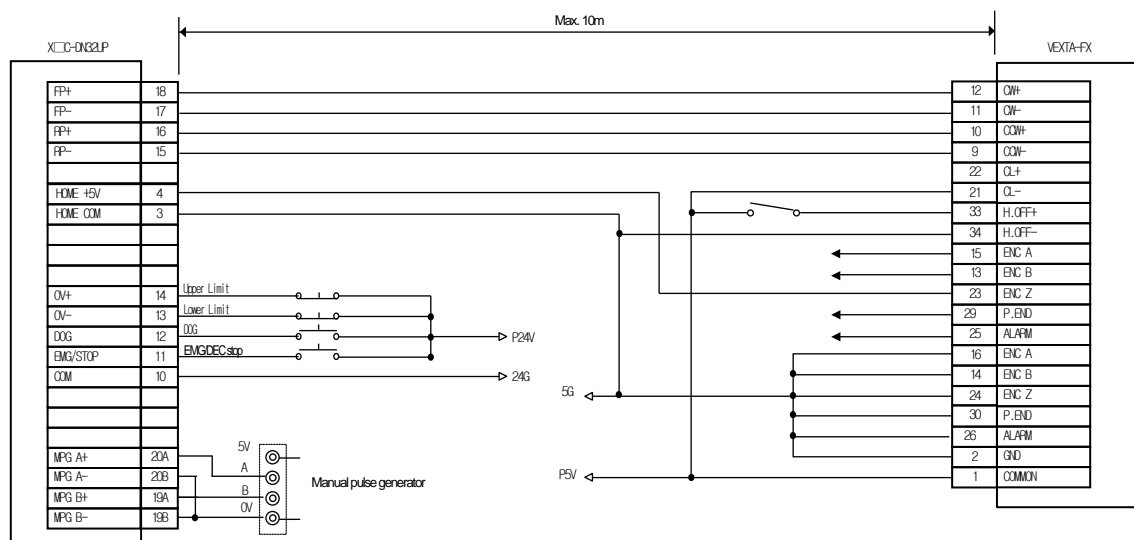 Max. 10m
X□C-DN32UP
VEXTA-FX
FP+ 18
FP- 17
RP+ 16
RP- 15
HOME +5V 4
HOME COM 3
OV+ 14 Upper Limit
OV- 13 Lower Limit
DOG 12 DOG
EMG/STOP 11 EMG/DEC stop
COM 10
P24V
24G
MPG A+ 20A
MPG A- 20B
MPG B+ 19A
MPG B- 19B
5V
A
B
0V
Manual pulse generator
5G
P5V
12 CW+
11 CW-
10 CCW+
9 CCW-
22 CL+
21 CL-
33 H.OFF+
34 H.OFF-
15 ENC A
13 ENC B
23 ENC Z
29 P.END
25 ALARM
16 ENC A
14 ENC B
24 ENC Z
30 P.END
26 ALARM
2 GND
1 COMMON